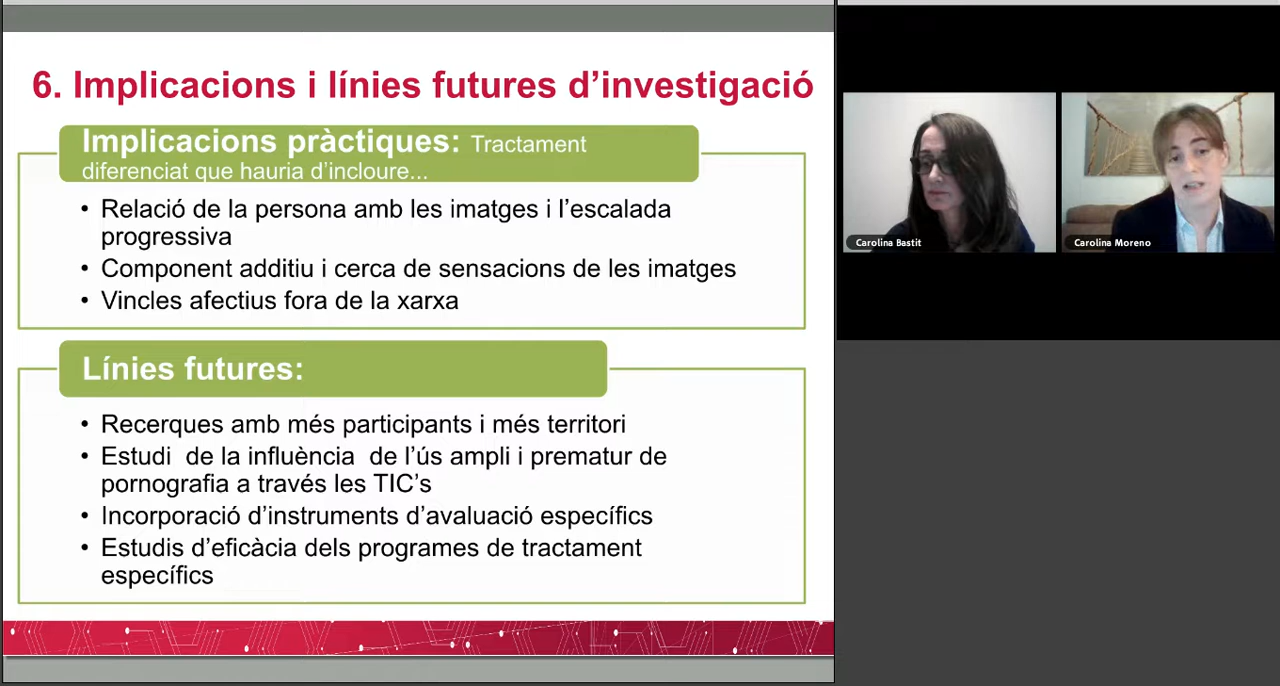 6. Implicacions i línies futures d’investigació
Implicacions pràctiques: Tractament
diferenciat que hauria d’incloure...
• Relació de la persona amb les imatges i l’escalada
progressiva
• Component additiu i cerca de sensacions de les imatges
• Vincles afectius fora de la xarxa
Línies futures:
• Recerques amb més participants i més territori
• Estudi de la influència de l’ús ampli i prematur de
pornografia a través les TIC’s
• Incorporació d’instruments d’avaluació específics
• Estudis d’eficàcia dels programes de tractament
específics
Carolina Bastit
Carolina Moreno